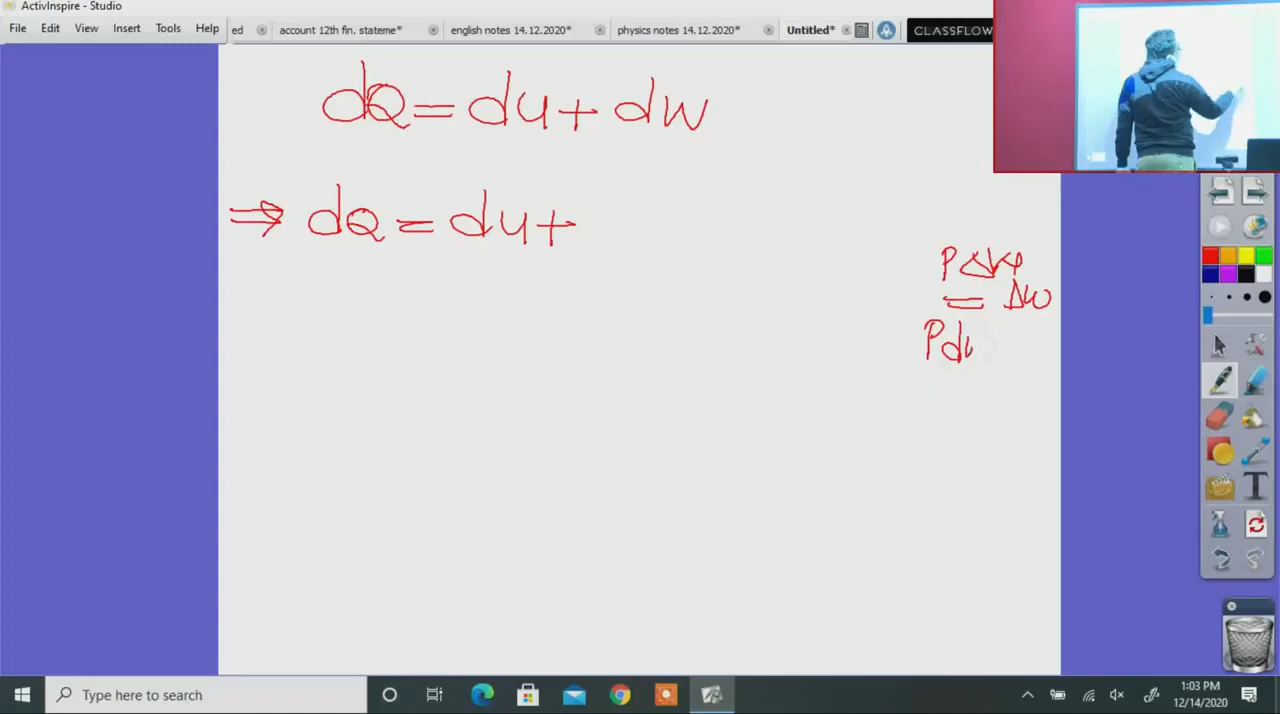 ActivInspire - Studio
File Edit View Insert Tools Help
ed account 12th fin. stateme* english notes 14.12.2020* physics notes 14.12.2020* Untitled* CLASSFLOW
dQ = du + dw
⇒ dQ = du +
= Δw
Pd
T
Type here to search
1:03 PM
12/14/2020